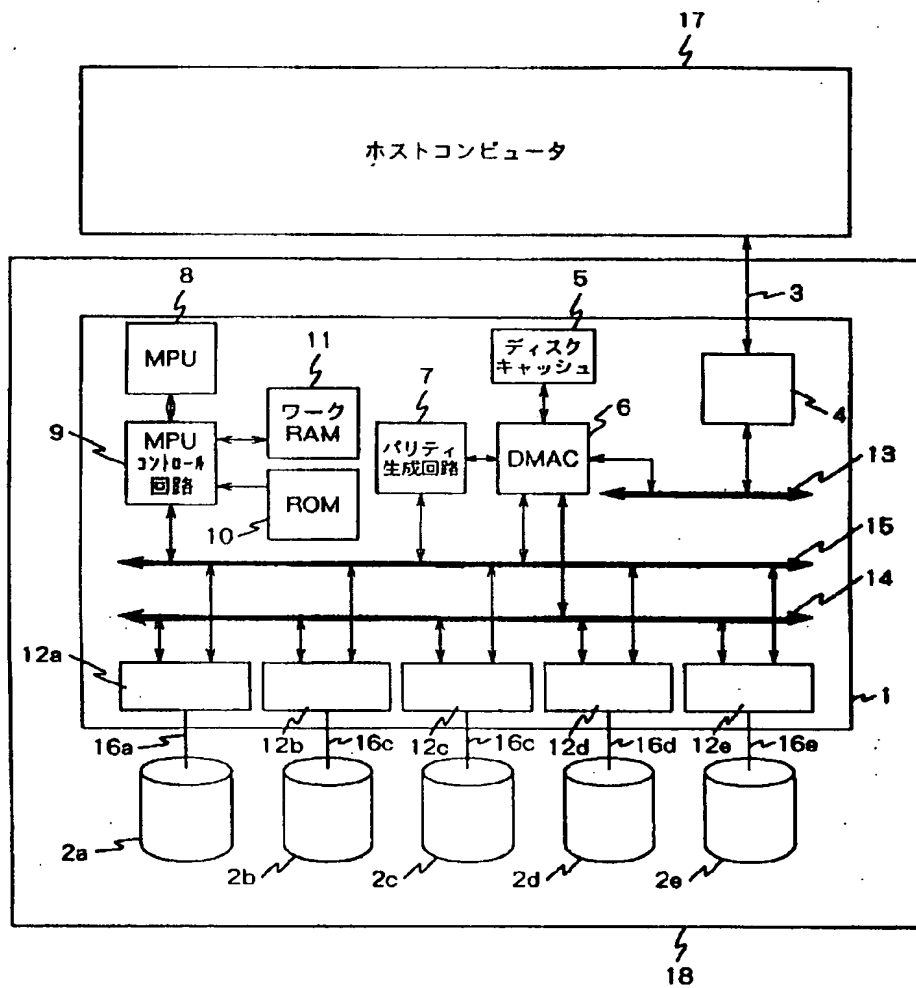 17
ホストコンピュータ
8
5
3
MPU
11
ディスク
キャッシュ
7
6
4
9
MPU
コントロール
回路
ワーク
RAM
パリティ
生成回路
DMAC
13
10
ROM
15
14
12a
1
16a
12b
16c
12c
16c
12d
16d
12e
16e
2a
2b
2c
2d
2e
18